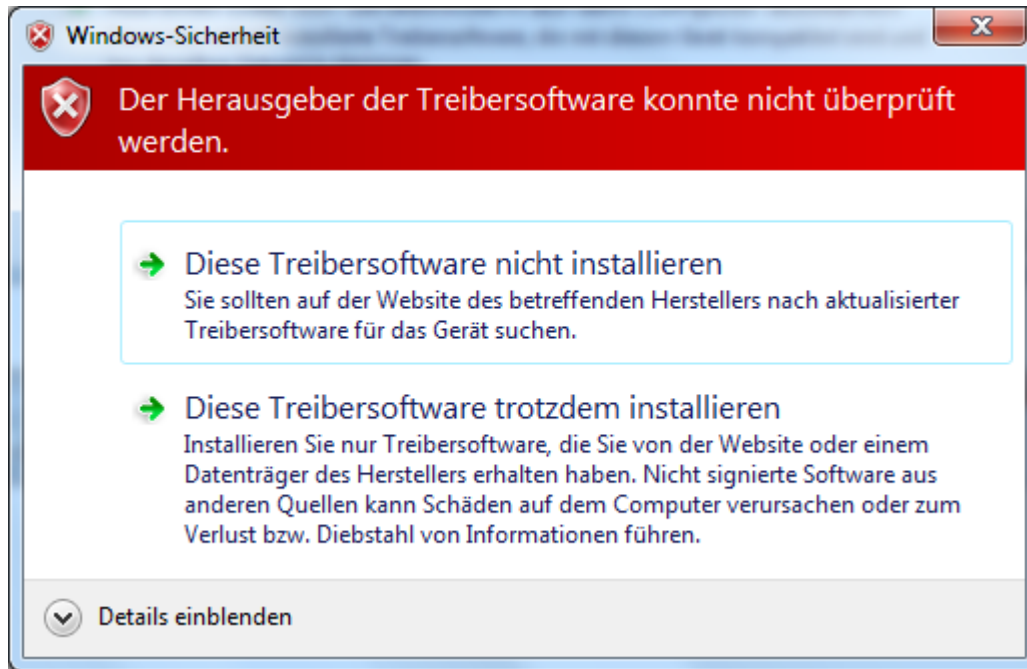 Windows-Sicherheit
Der Herausgeber der Treibersoftware konnte nicht überprüft
werden.
Diese Treibersoftware nicht installieren
Sie sollten auf der Website des betreffenden Herstellers nach aktualisierter
Treibersoftware für das Gerät suchen.
Diese Treibersoftware trotzdem installieren
Installieren Sie nur Treibersoftware, die Sie von der Website oder einem
Datenträger des Herstellers erhalten haben. Nicht signierte Software aus
anderen Quellen kann Schäden auf dem Computer verursachen oder zum
Verlust bzw. Diebstahl von Informationen führen.
Details einblenden